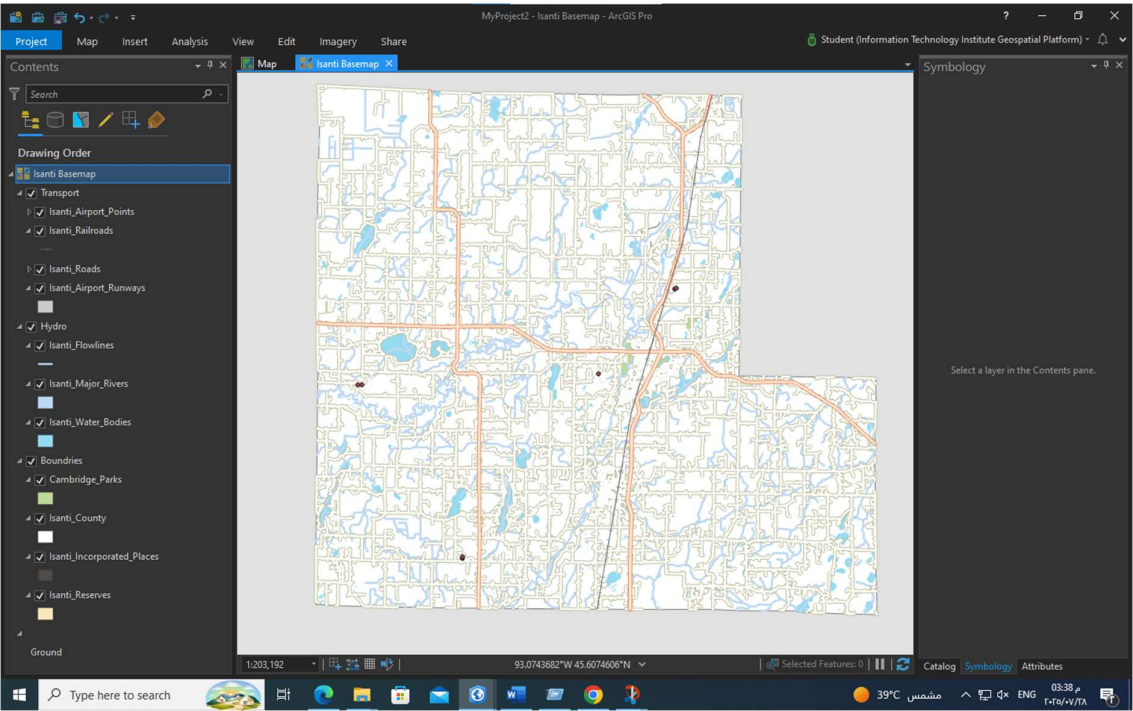 MyProject2 - Isanti Basemap - ArcGIS Pro
?
Project Map Insert Analysis View Edit Imagery Share
Student (Information Technology Institute Geospatial Platform)
Contents
Map
Isanti Basemap
Symbology
Search
Drawing Order
Isanti Basemap
Transport
Isanti_Airport_Points
Isanti_Railroads
Isanti_Roads
Isanti_Airport_Runways
Hydro
Isanti_Flowlines
Isanti_Major_Rivers
Isanti_Water_Bodies
Boundries
Cambridge_Parks
Isanti_County
Isanti_Incorporated_Places
Isanti_Reserves
Ground
Select a layer in the Contents pane.
1:203,192
93.0743682°W 45.6074606°N
Selected Features: 0
Catalog Symbology Attributes
Type here to search
39°C مشمس
ENG
03:38 م
٢٠٢٥/٠٧/٢٨